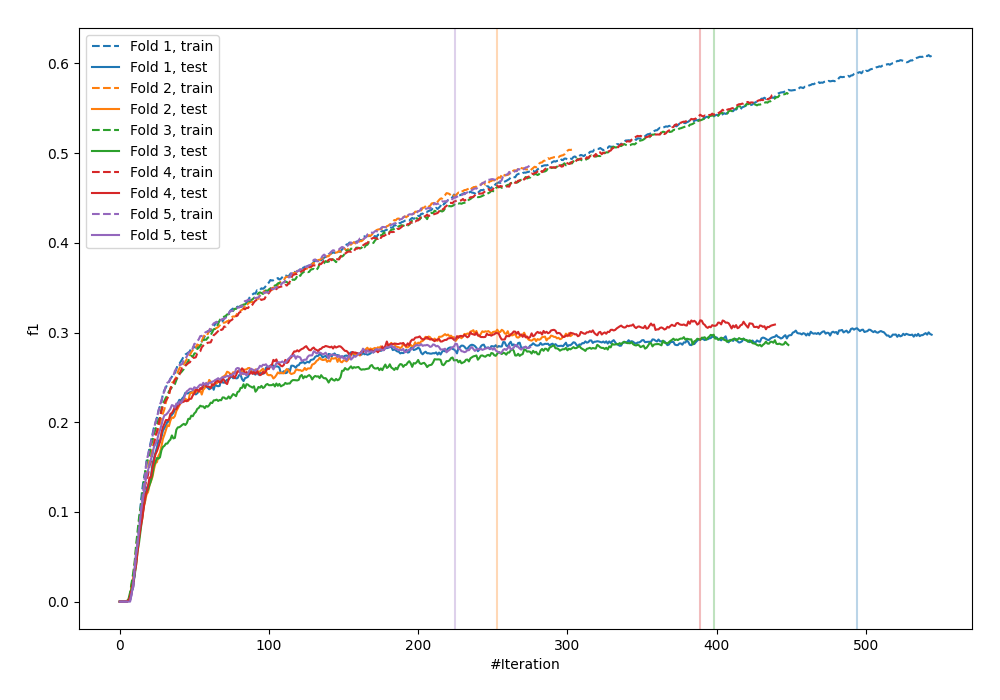 Fold 1, train
Fold 1, test
Fold 2, train
Fold 2, test
Fold 3, train
Fold 3, test
Fold 4, train
Fold 4, test
Fold 5, train
Fold 5, test
0.6
0.5
0.4
0.3
0.2
0.1
0.0
f1
0 100 200 300 400 500
#Iteration